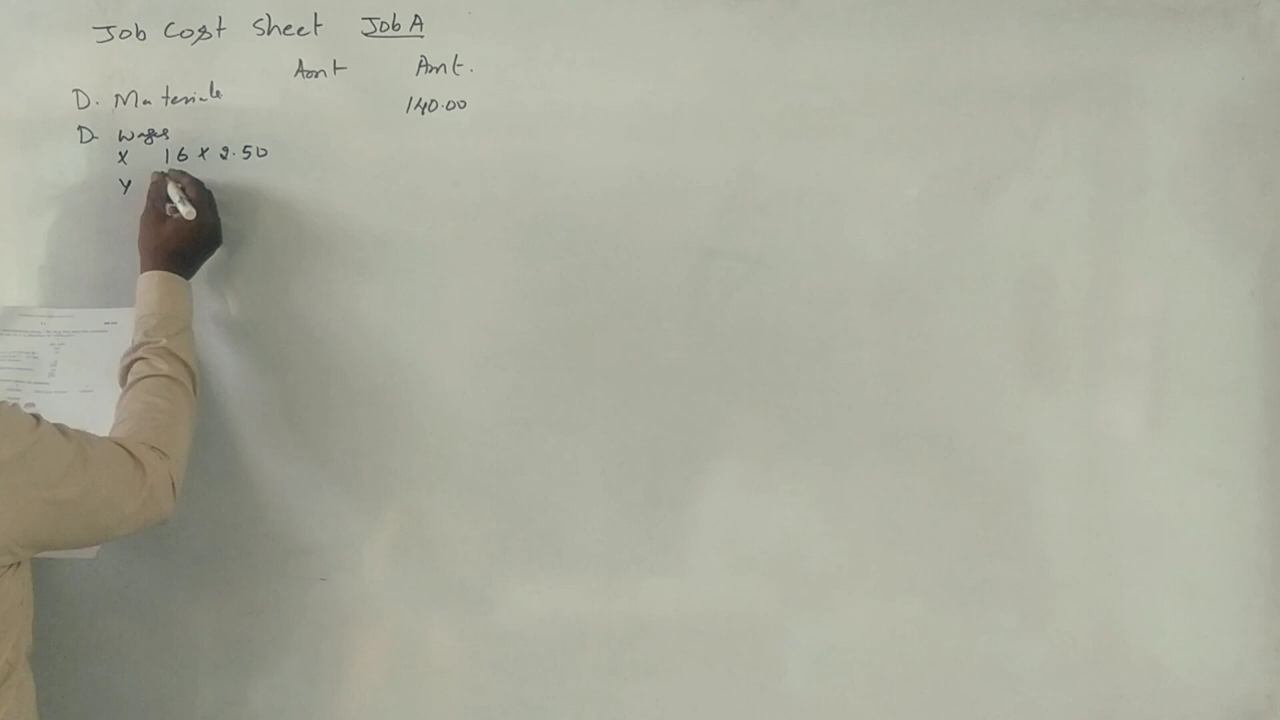 Job Cost Sheet Job A
Amt Amt.
D. Materials 140.00
D. Wages
X 16 x 2.50
Y